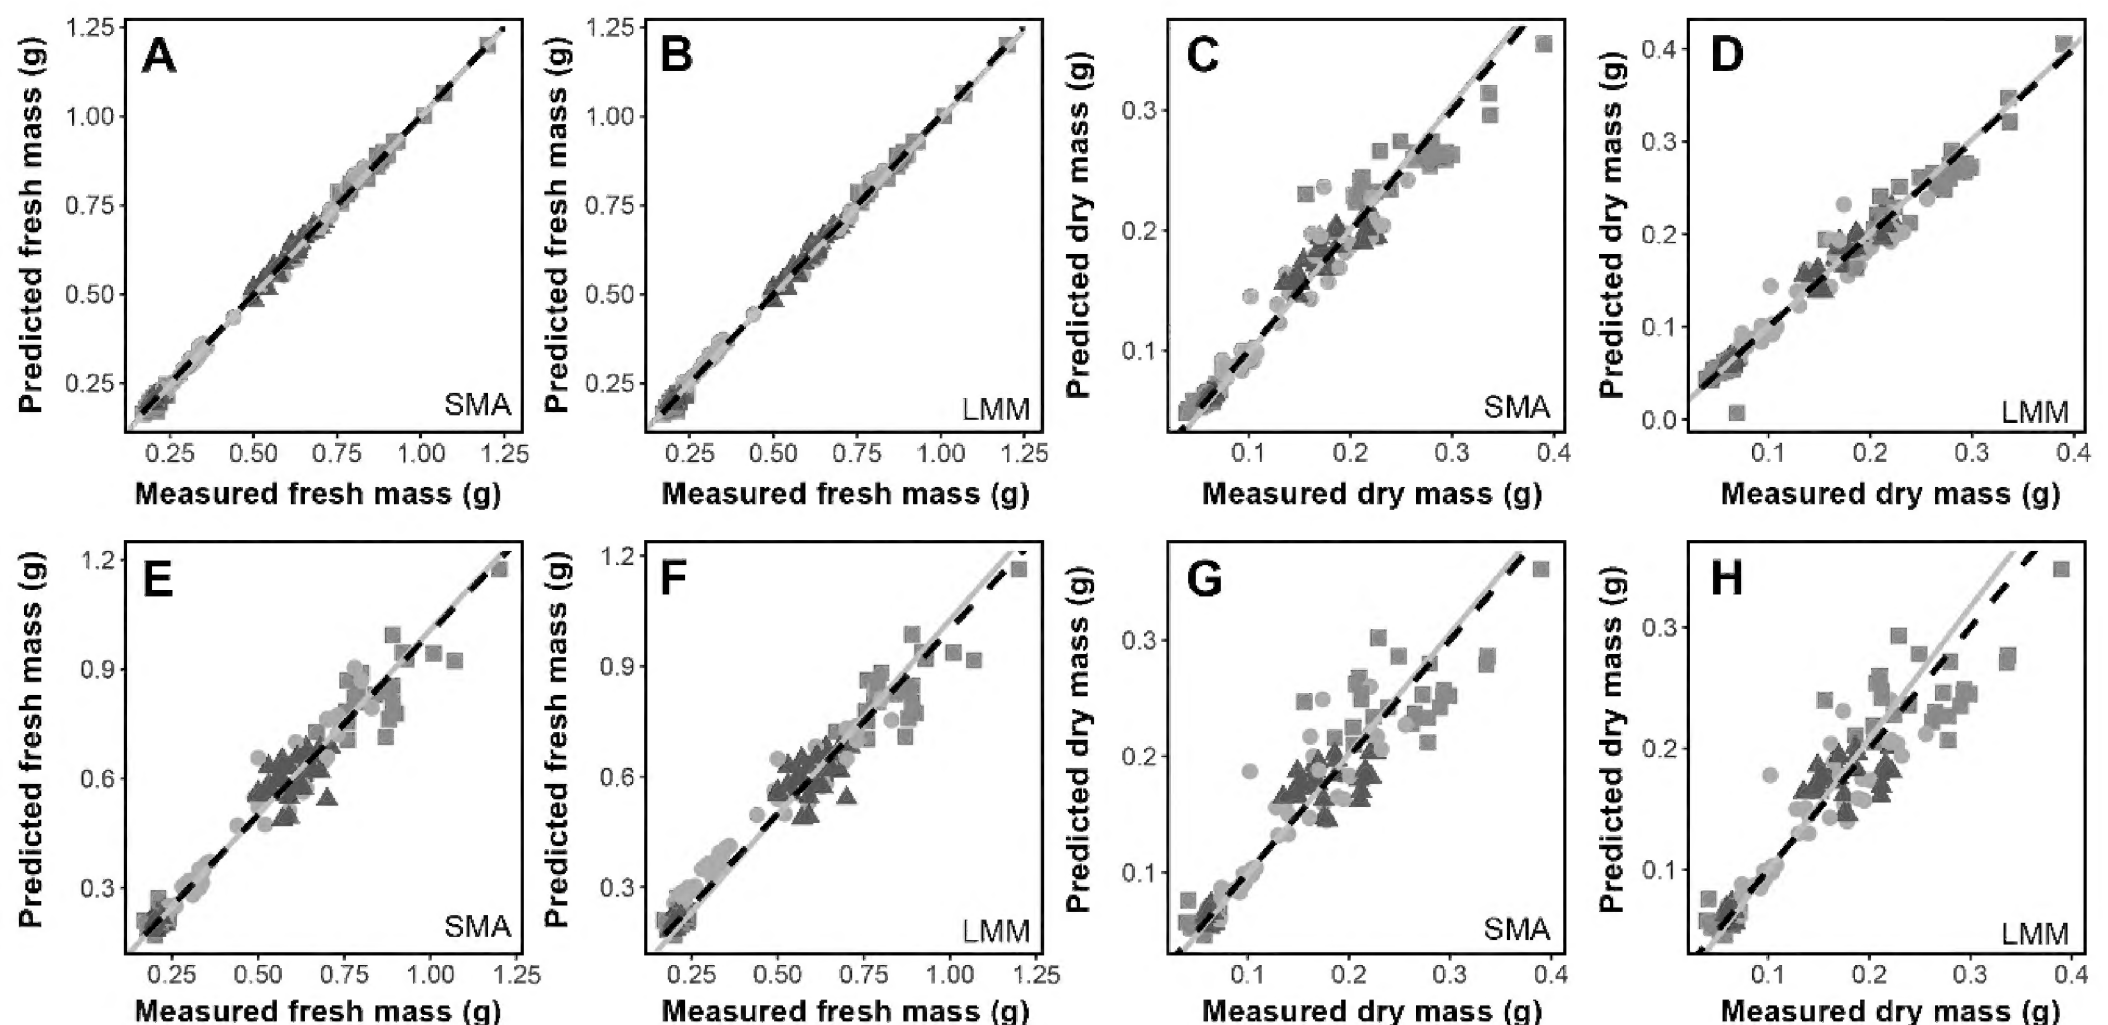 A
Predicted fresh mass (g)
1.25
1.00
0.75
0.50
0.25
SMA
0.25 0.50 0.75 1.00 1.25
Measured fresh mass (g)
B
Predicted fresh mass (g)
1.25
1.00
0.75
0.50
0.25
LMM
0.25 0.50 0.75 1.00 1.25
Measured fresh mass (g)
C
Predicted dry mass (g)
0.3
0.2
0.1
SMA
0.1 0.2 0.3 0.4
Measured dry mass (g)
D
Predicted dry mass (g)
0.4
0.3
0.2
0.1
0.0
LMM
0.1 0.2 0.3 0.4
Measured dry mass (g)
E
Predicted fresh mass (g)
1.2
0.9
0.6
0.3
SMA
0.25 0.50 0.75 1.00 1.25
Measured fresh mass (g)
F
Predicted fresh mass (g)
1.2
0.9
0.6
0.3
LMM
0.25 0.50 0.75 1.00 1.25
Measured fresh mass (g)
G
Predicted dry mass (g)
0.3
0.2
0.1
SMA
0.1 0.2 0.3 0.4
Measured dry mass (g)
H
Predicted dry mass (g)
0.3
0.2
0.1
LMM
0.1 0.2 0.3 0.4
Measured dry mass (g)